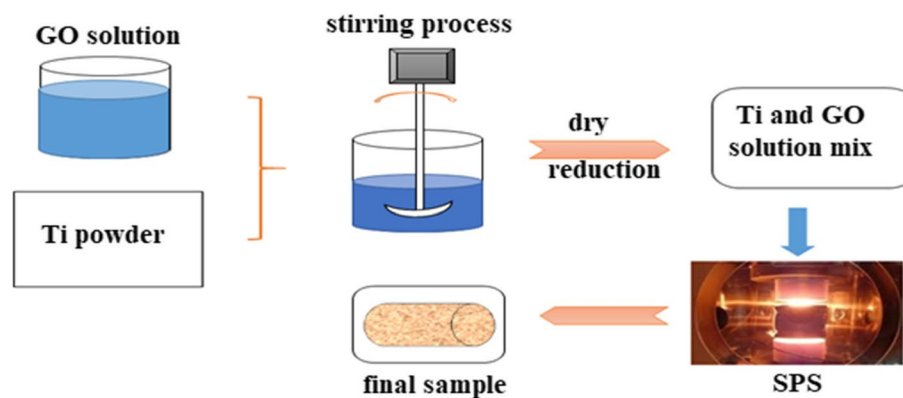 GO solution
stirring process
Ti powder
dry
reduction
Ti and GO
solution mix
final sample
SPS